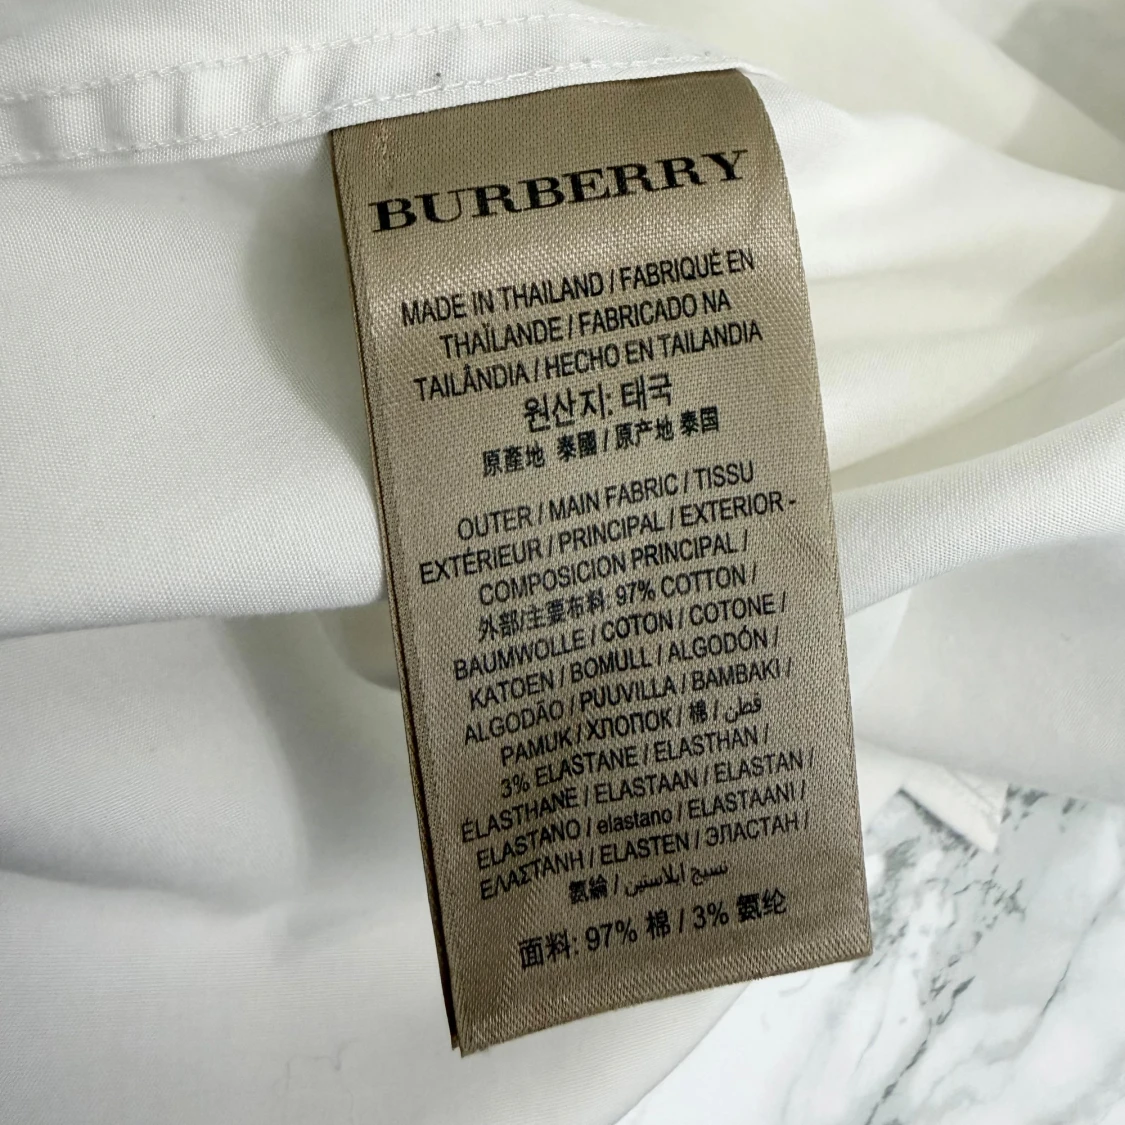 BURBERRY
MADE IN THAILAND / FABRIQUÉ EN
THAÏLANDE / FABRICADO NA
TAILÂNDIA / HECHO EN TAILANDIA
원산지: 태국
原產地 泰國 / 原产地 泰国
OUTER / MAIN FABRIC / TISSU
EXTÉRIEUR / PRINCIPAL / EXTERIOR -
COMPOSICION PRINCIPAL /
外部/主要布料 97% COTTON /
BAUMWOLLE / COTON / COTONE /
KATOEN / BOMULL / ALGODÓN /
ALGODÃO / PUUVILLA / BAMBAKI /
PAMUK / ХЛОПОК / 棉 / قطن
3% ELASTANE / ELASTHAN /
ÉLASTHANE / ELASTAAN / ELASTAN /
ELASTANO / elastano / ELASTAANI /
ΕΛΑΣΤΑΝΗ / ELASTEN / ЭЛАСТАН /
氨綸 / نسيج ايلاستين
面料: 97% 棉 / 3% 氨纶